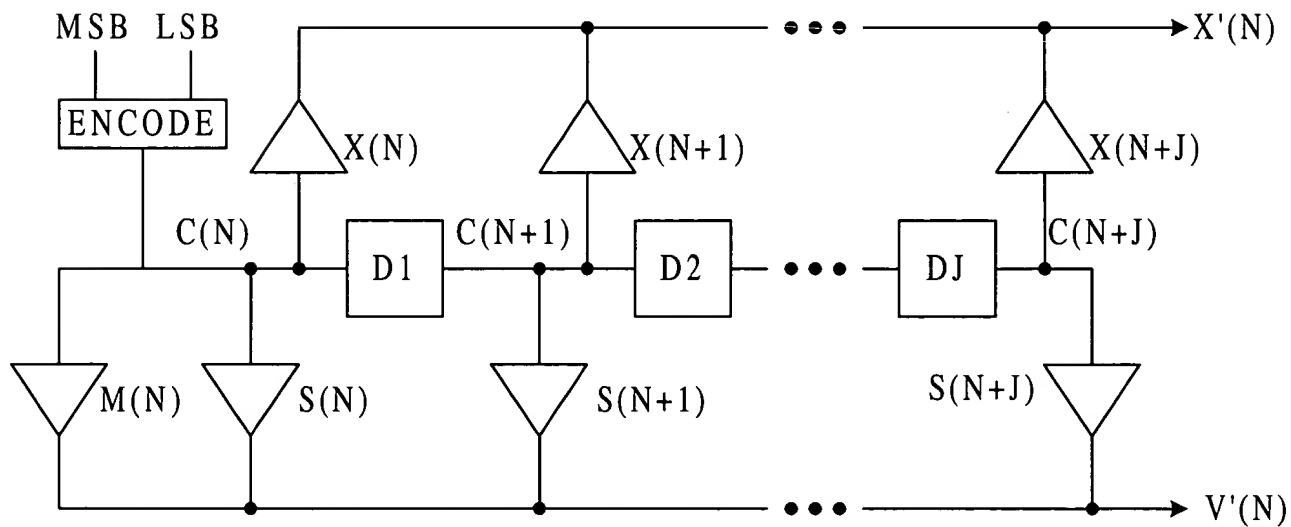 MSB LSB
X'(N)
ENCODE
X(N)
X(N+1)
X(N+J)
C(N)
C(N+1)
C(N+J)
D1
D2
DJ
M(N)
S(N)
S(N+1)
S(N+J)
V'(N)